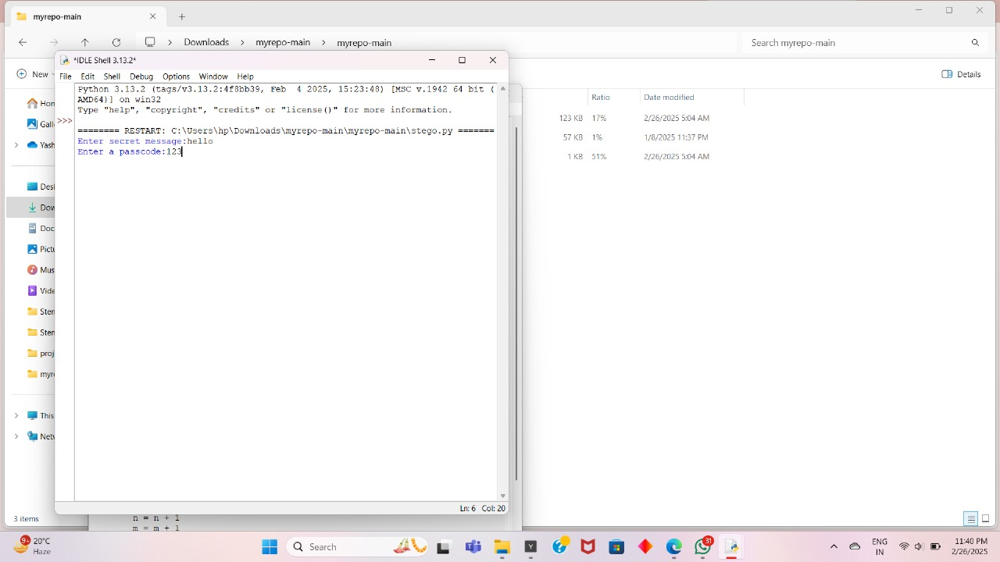 myrepo-main
Downloads > myrepo-main > myrepo-main
Search myrepo-main
New
Details
*IDLE Shell 3.13.2*
File Edit Shell Debug Options Window Help
Python 3.13.2 (tags/v3.13.2:4f8bb39, Feb 4 2025, 15:23:48) [MSC v.1942 64 bit (
AMD64)] on win32
Type "help", "copyright", "credits" or "license()" for more information.
>>>
======= RESTART: C:\Users\hp\Downloads\myrepo-main\myrepo-main\stego.py =======
Enter secret message:hello
Enter a passcode:123
Ln: 6 Col: 20
Hon
Gall
Yash
Desl
Dow
Doc
Pictu
Mus
Vide
Sten
Sten
proj
myre
This
Netv
Ratio Date modified
123 KB 17% 2/26/2025 5:04 AM
57 KB 1% 1/8/2025 11:37 PM
1 KB 51% 2/26/2025 5:04 AM
n = n + 1
m = m + 1
3 items
9+
20°C
Haze
Search
Y
?
31
ENG
IN
11:40 PM
2/26/2025